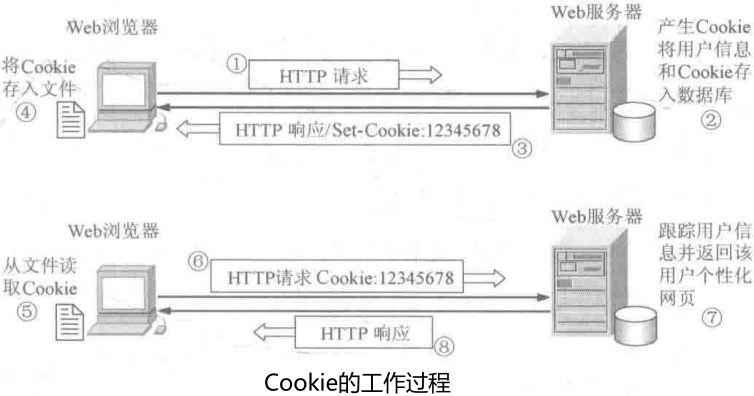 Web浏览器
Web服务器
将Cookie
存入文件
④
① HTTP 请求
产生Cookie
将用户信息
和Cookie存
入数据库
②
HTTP 响应/Set-Cookie:12345678
③
Web浏览器
Web服务器
从文件读
取Cookie
⑤
⑥
HTTP请求 Cookie:12345678
跟踪用户信
息并返回该
用户个性化
网页
⑦
HTTP 响应
⑧
Cookie的工作过程